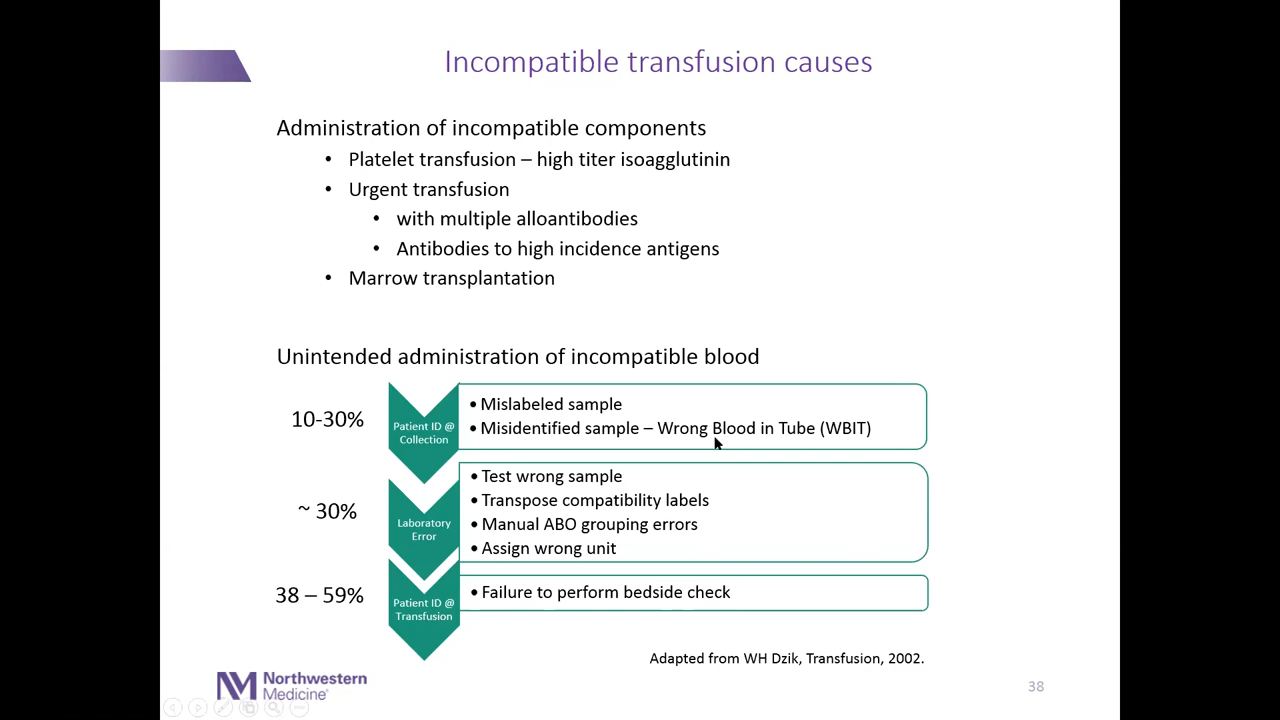 Incompatible transfusion causes
Administration of incompatible components
• Platelet transfusion – high titer isoagglutinin
• Urgent transfusion
• with multiple alloantibodies
• Antibodies to high incidence antigens
• Marrow transplantation
Unintended administration of incompatible blood
10-30%
Patient ID @
Collection
• Mislabeled sample
• Misidentified sample – Wrong Blood in Tube (WBIT)
~ 30%
Laboratory
Error
• Test wrong sample
• Transpose compatibility labels
• Manual ABO grouping errors
• Assign wrong unit
38 – 59%
Patient ID @
Transfusion
• Failure to perform bedside check
Adapted from WH Dzik, Transfusion, 2002.
NM Northwestern
Medicine®
38